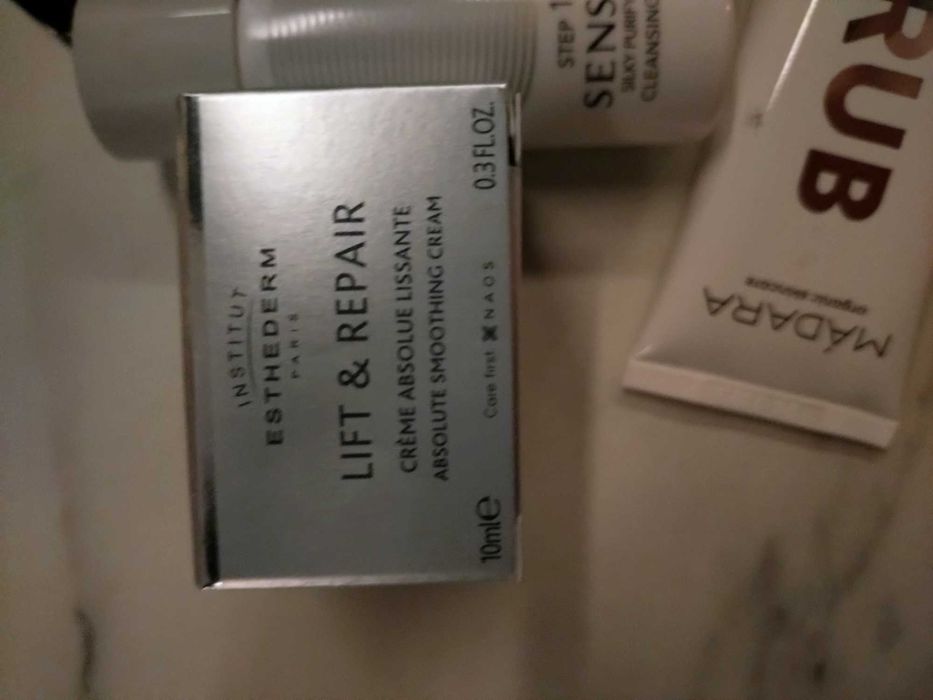 INSTITUT
ESTHEDERM
PARIS
LIFT & REPAIR
CRÈME ABSOLUE LISSANTE
ABSOLUTE SMOOTHING CREAM
Care first NAOS
10ml℮ 0.3 FL.OZ.
STEP 1
SENS
SILKY PURIFY
CLEANSING
RUB
MÁDARA
organic skincare